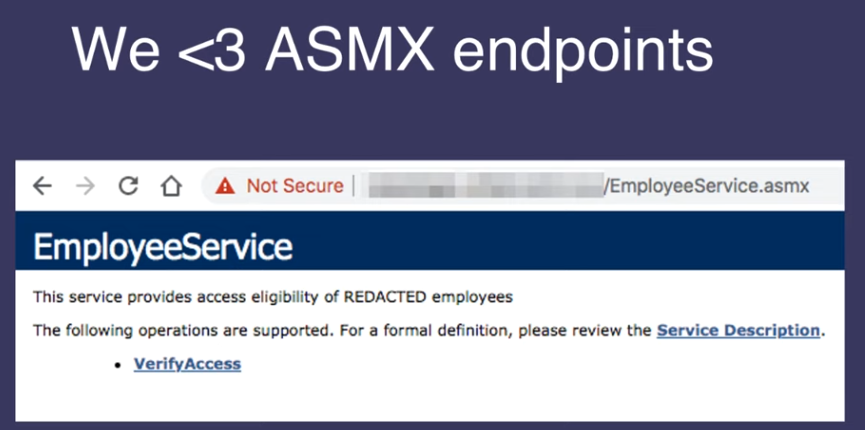 We <3 ASMX endpoints
Not Secure | /EmployeeService.asmx
EmployeeService
This service provides access eligibility of REDACTED employees
The following operations are supported. For a formal definition, please review the Service Description.
• VerifyAccess